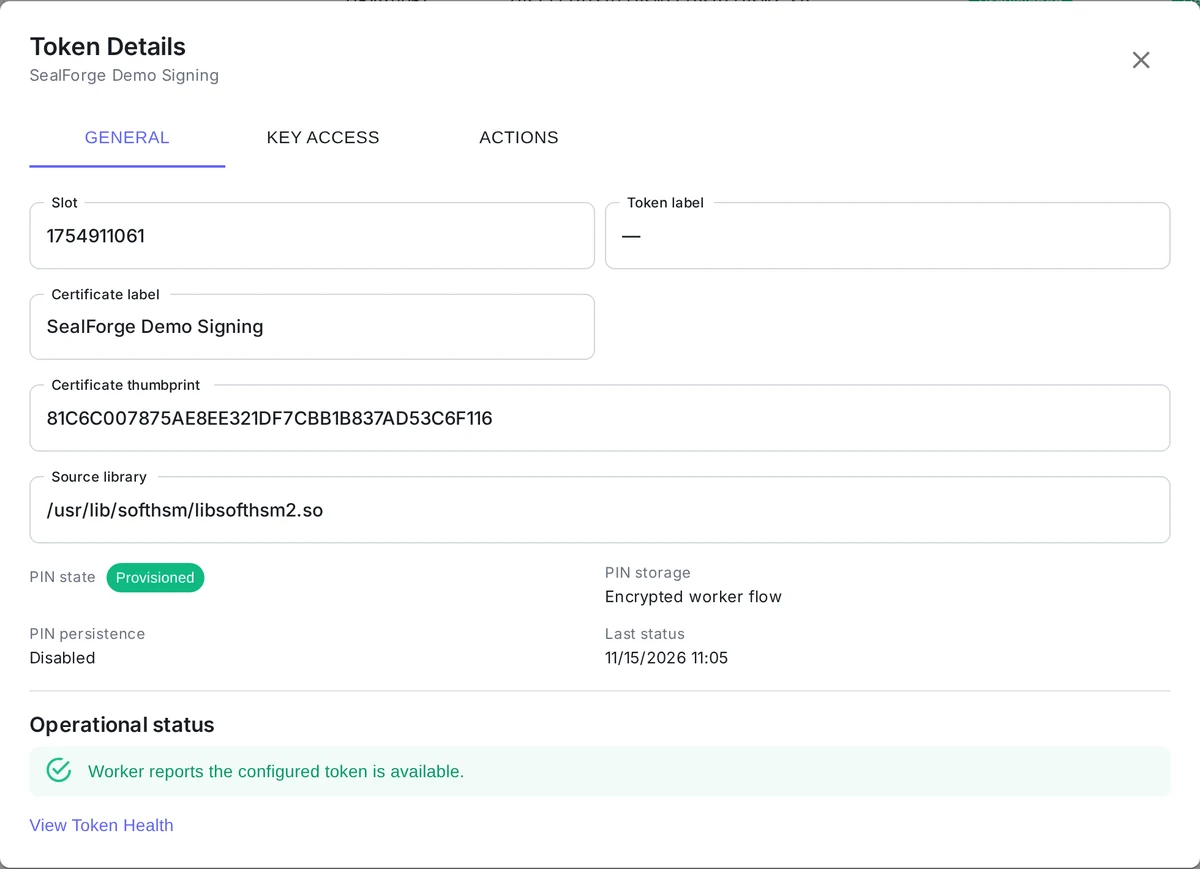 Token Details
SealForge Demo Signing
GENERAL
KEY ACCESS
ACTIONS
Slot
1754911061
Token label
—
Certificate label
SealForge Demo Signing
Certificate thumbprint
81C6C007875AE8EE321DF7CBB1B837AD53C6F116
Source library
/usr/lib/softhsm/libsofthsm2.so
PIN state
Provisioned
PIN storage
Encrypted worker flow
PIN persistence
Disabled
Last status
11/15/2026 11:05
Operational status
Worker reports the configured token is available.
View Token Health